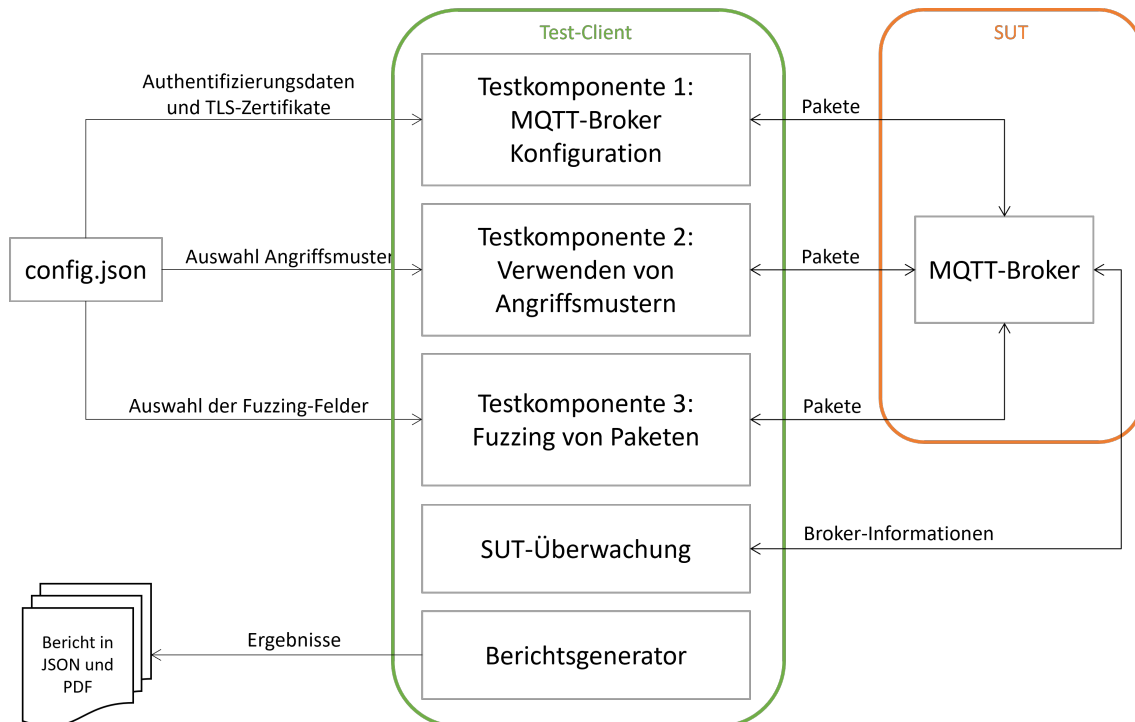 Test-Client
SUT
Authentifizierungsdaten
und TLS-Zertifikate
Testkomponente 1:
MQTT-Broker
Konfiguration
Pakete
config.json
Auswahl Angriffsmuster
Testkomponente 2:
Verwenden von
Angriffsmustern
Pakete
MQTT-Broker
Auswahl der Fuzzing-Felder
Testkomponente 3:
Fuzzing von Paketen
Pakete
SUT-Überwachung
Broker-Informationen
Bericht in
JSON und
PDF
Ergebnisse
Berichtsgenerator